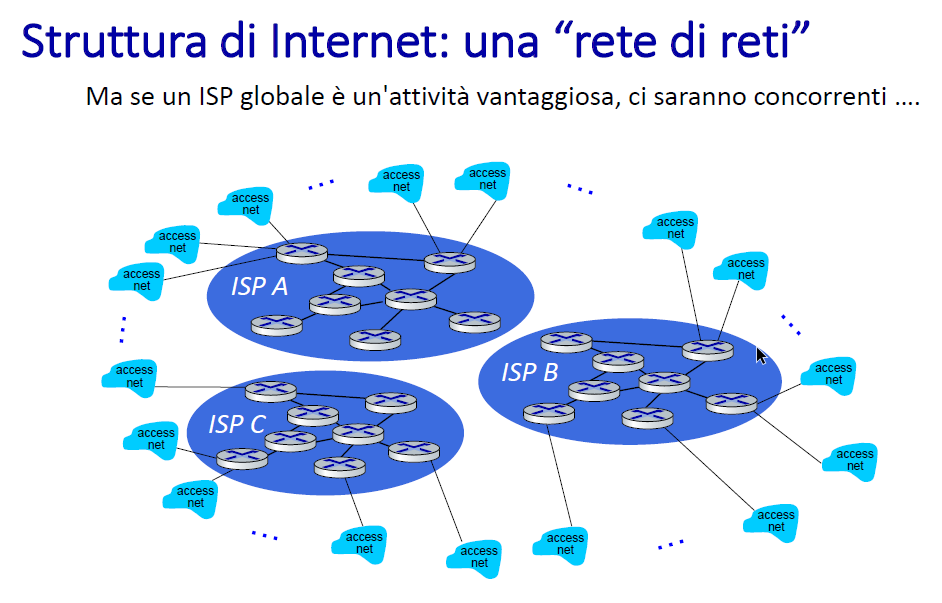 Struttura di Internet: una “rete di reti”
Ma se un ISP globale è un'attività vantaggiosa, ci saranno concorrenti ....
access
net
access
net
access
net
access
net
access
net
access
net
access
net
ISP A
ISP B
access
net
access
net
ISP C
access
net
access
net
access
net
access
net
access
net
access
net
access
net